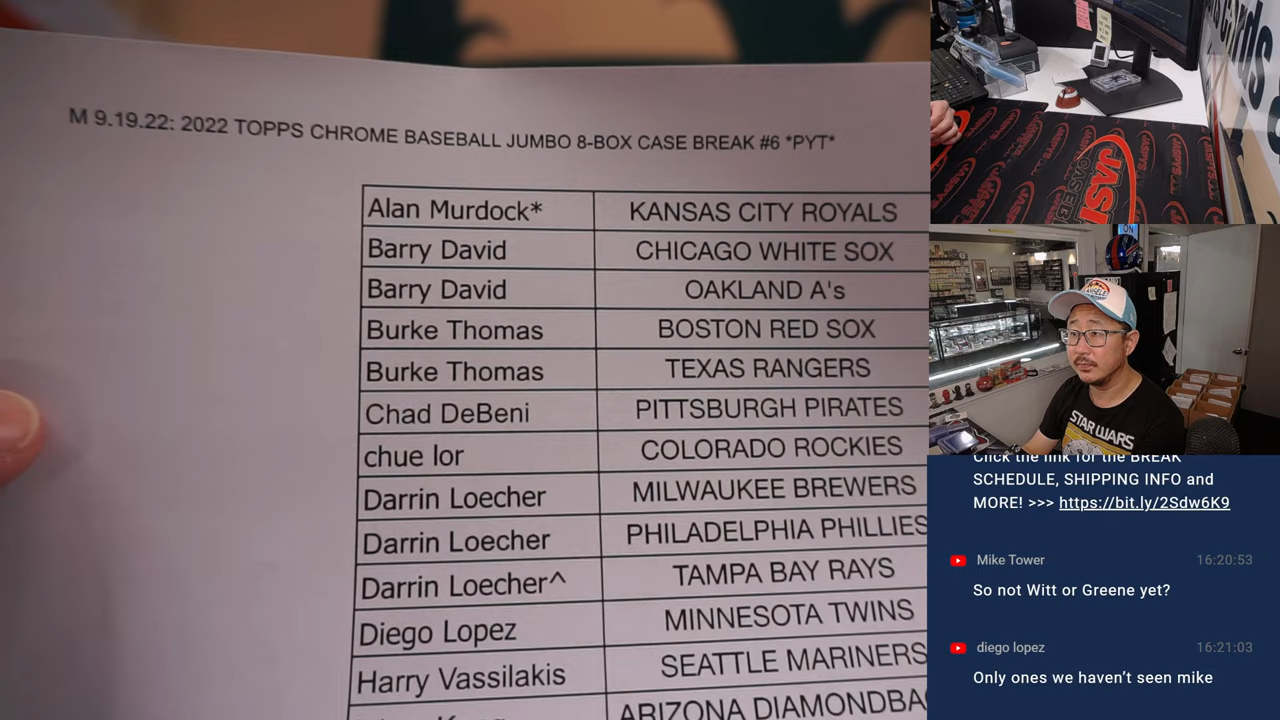 M 9.19.22: 2022 TOPPS CHROME BASEBALL JUMBO 8-BOX CASE BREAK #6 *PYT*
Alan Murdock* KANSAS CITY ROYALS
Barry David CHICAGO WHITE SOX
Barry David OAKLAND A's
Burke Thomas BOSTON RED SOX
Burke Thomas TEXAS RANGERS
Chad DeBeni PITTSBURGH PIRATES
chue lor COLORADO ROCKIES
Darrin Loecher MILWAUKEE BREWERS
Darrin Loecher PHILADELPHIA PHILLIES
Darrin Loecher^ TAMPA BAY RAYS
Diego Lopez MINNESOTA TWINS
Harry Vassilakis SEATTLE MARINERS
ARIZONA DIAMONDBA
STAR WARS
Click the link for the BREAK
SCHEDULE, SHIPPING INFO and
MORE! >>> https://bit.ly/2Sdw6K9
Mike Tower 16:20:53
So not Witt or Greene yet?
diego lopez 16:21:03
Only ones we haven't seen mike